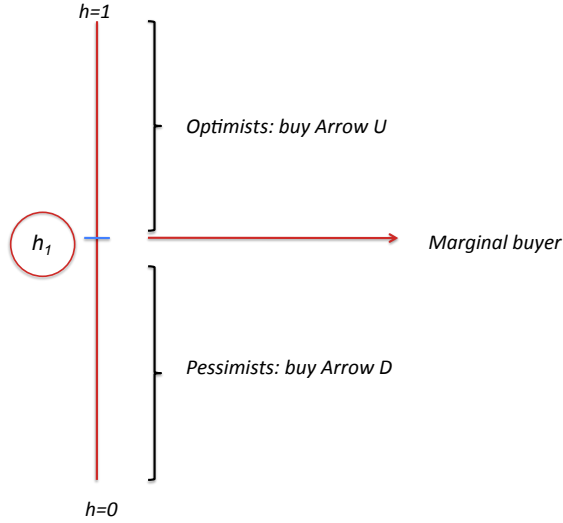 h=1
Optimists: buy Arrow U
h1
Marginal buyer
Pessimists: buy Arrow D
h=0